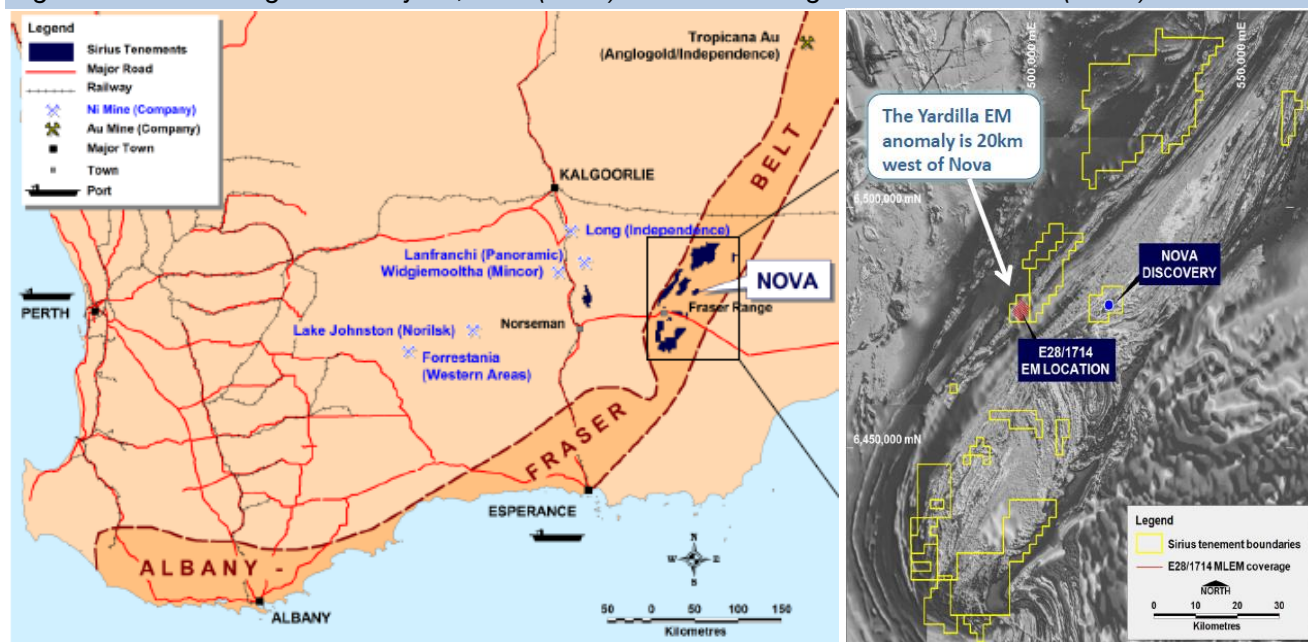 Legend
Sirius Tenements
Major Road
Railway
Ni Mine (Company)
Au Mine (Company)
Major Town
Town
Port
Tropicana Au
(Anglogold/Independence)
BELT
KALGOORLIE
Long (Independence)
Lanfranchi (Panoramic)
Widgiemooltha (Mincor)
NOVA
PERTH
Norseman
Fraser Range
Lake Johnston (Norilsk)
Forrestania
(Western Areas)
FRASER
ESPERANCE
ALBANY -
ALBANY
N
W E
S
50 0 50 100 150
Kilometres
500,000 mE
550,000 mE
The Yardilla EM
anomaly is 20km
west of Nova
6,500,000 mN
NOVA
DISCOVERY
E28/1714
EM LOCATION
6,450,000 mN
Legend
Sirius tenement boundaries
E28/1714 MLEM coverage
NORTH
0 10 20 30
Kilometres